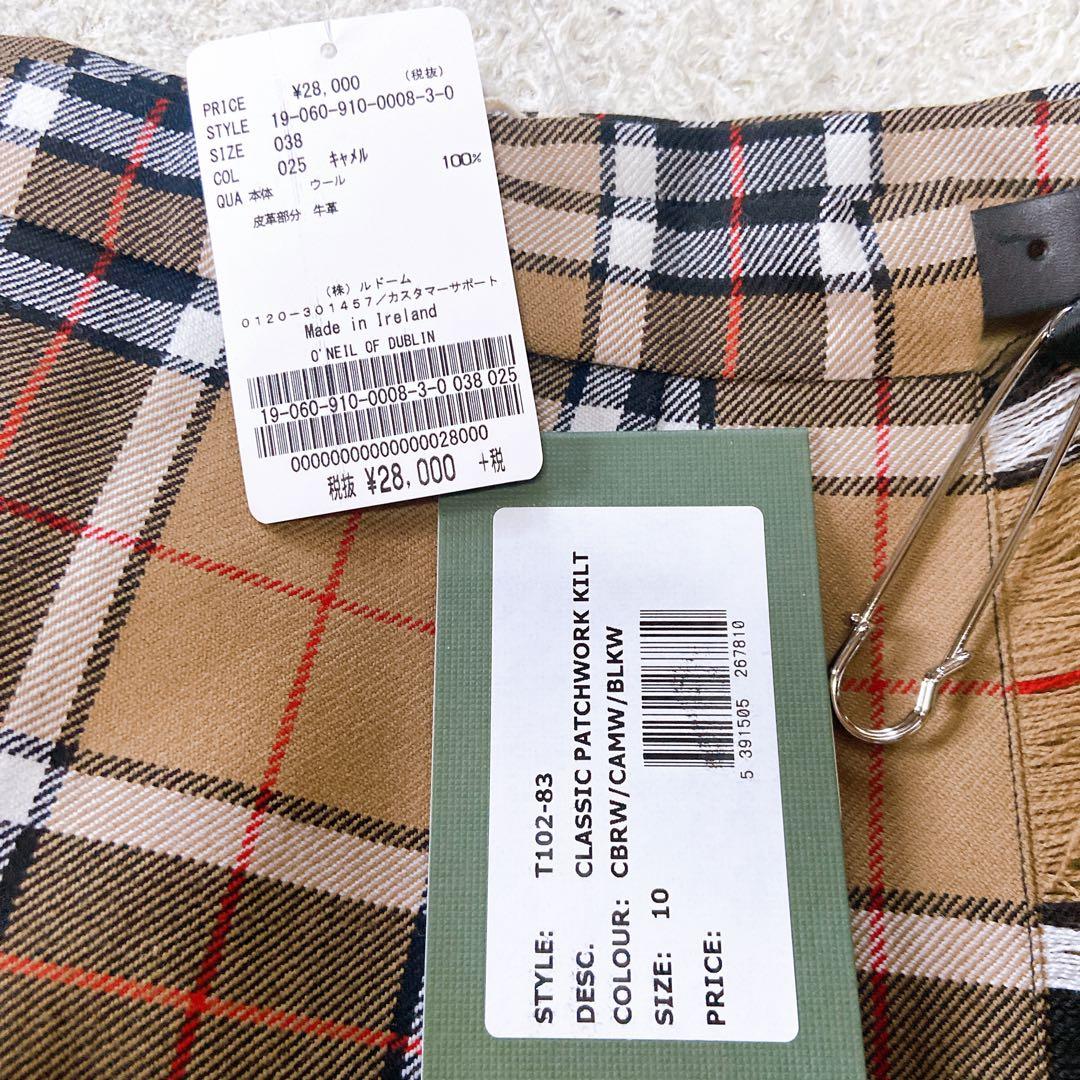 PRICE ¥28,000 (税抜)
STYLE 19-060-910-0008-3-0
SIZE 038
COL 025 キャメル
QUA 本体 ウール 100%
皮革部分 牛革
(株) ルドーム
0120-301457/カスタマーサポート
Made in Ireland
O'NEIL OF DUBLIN
19-060-910-0008-3-0 038 025
00000000000000028000
税抜 ¥28,000 +税
STYLE: T102-83
DESC. CLASSIC PATCHWORK KILT
COLOUR: CBRW/CAMW/BLKW
SIZE: 10
PRICE:
5 391505 267810